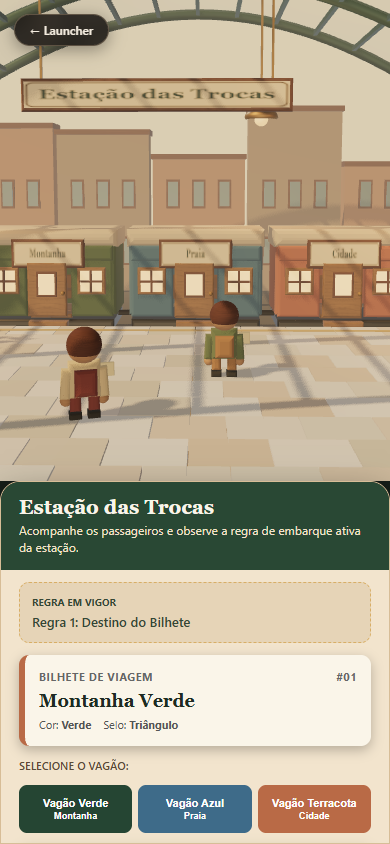 ← Launcher
Estação das Trocas
Montanha
Praia
Cidade
Estação das Trocas
Acompanhe os passageiros e observe a regra de embarque ativa
da estação.
REGRA EM VIGOR
Regra 1: Destino do Bilhete
BILHETE DE VIAGEM #01
Montanha Verde
Cor: Verde Selo: Triângulo
SELECIONE O VAGÃO:
Vagão Verde
Montanha
Vagão Azul
Praia
Vagão Terracota
Cidade